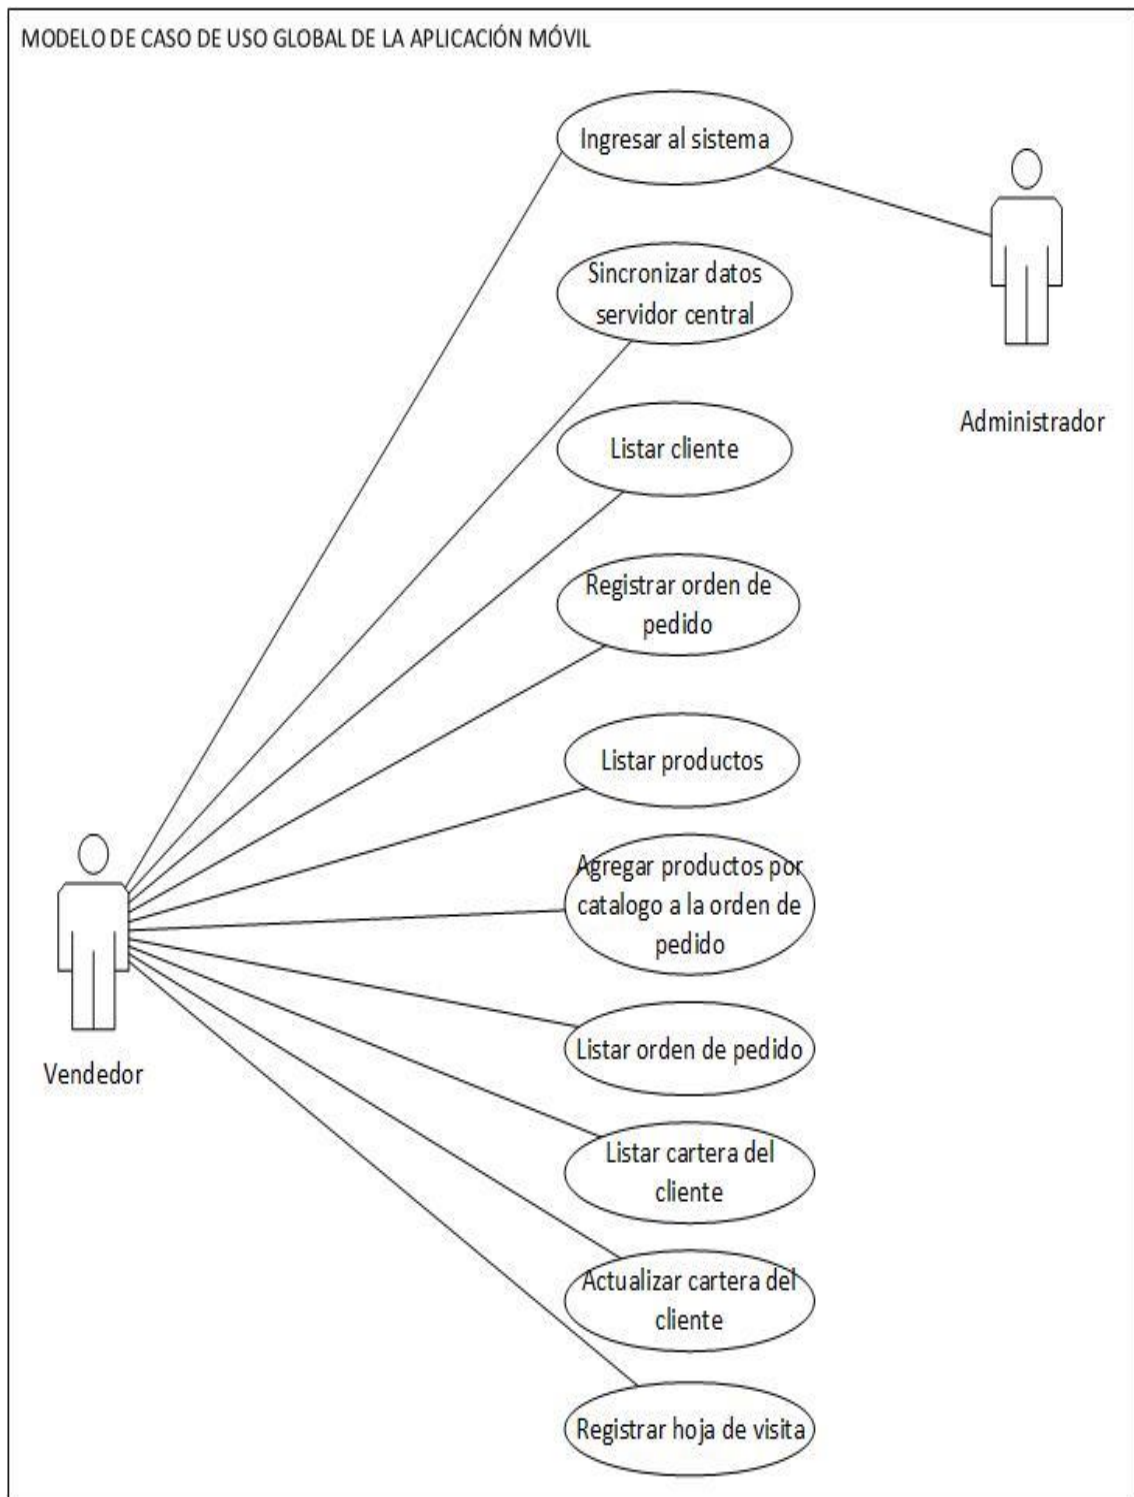 MODELO DE CASO DE USO GLOBAL DE LA APLICACIÓN MÓVIL
Ingresar al sistema
Sincronizar datos
servidor central
Administrador
Listar cliente
Registrar orden de
pedido
Listar productos
Agregar productos por
catalogo a la orden de
pedido
Listar orden de pedido
Vendedor
Listar cartera del
cliente
Actualizar cartera del
cliente
Registrar hoja de visita